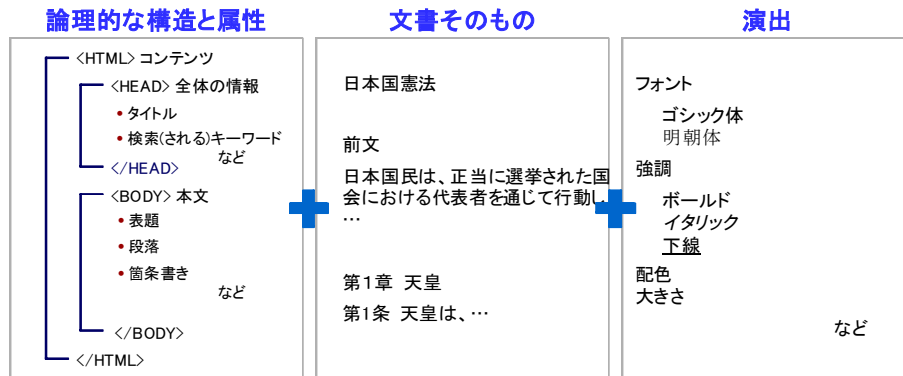 論理的な構造と属性
<HTML> コンテンツ
<HEAD> 全体の情報
• タイトル
• 検索(される)キーワード
など
</HEAD>
<BODY> 本文
• 表題
• 段落
• 箇条書き
など
</BODY>
</HTML>
文書そのもの
日本国憲法
前文
日本国民は、正当に選挙された国
会における代表者を通じて行動し、
…
第1章 天皇
第1条 天皇は、…
演出
フォント
ゴシック体
明朝体
強調
ボールド
イタリック
下線
配色
大きさ
など